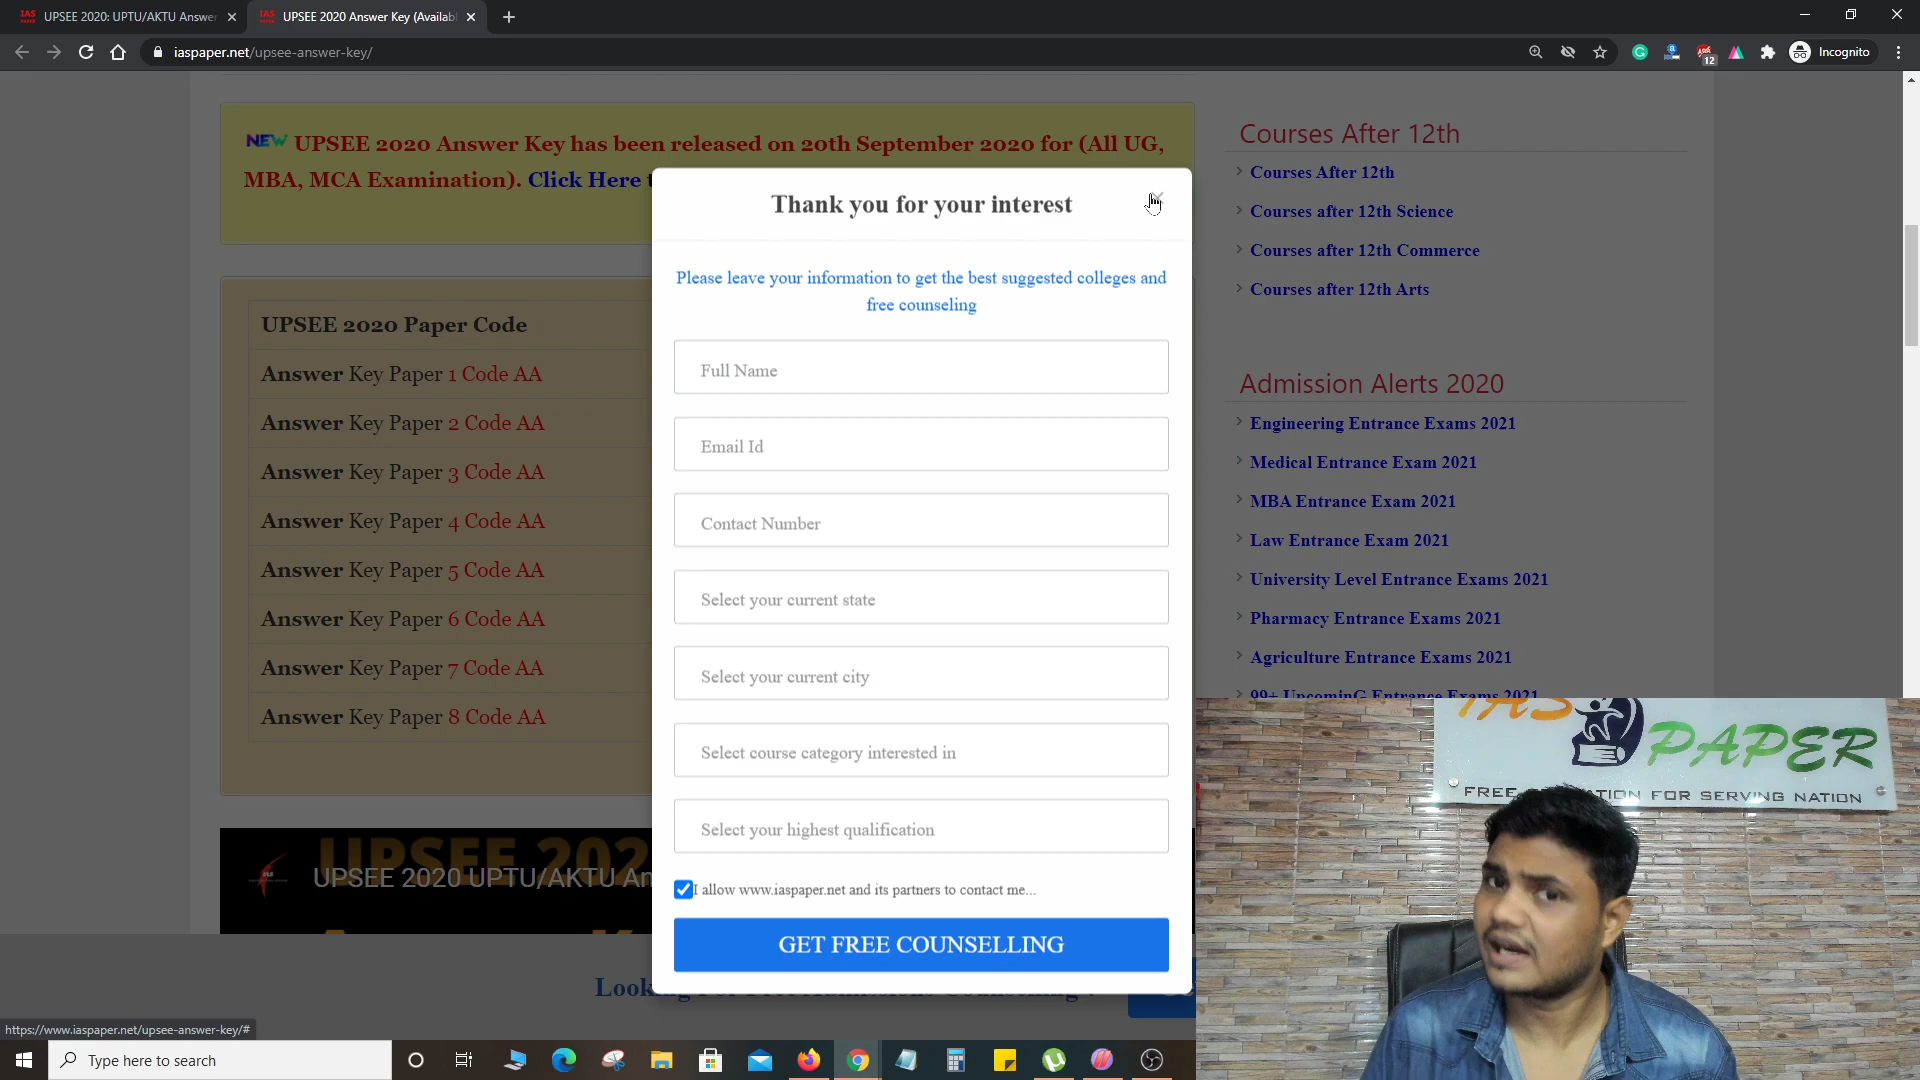 UPSEE 2020: UPTU/AKTU Answer
UPSEE 2020 Answer Key (Availabl
iaspaper.net/upsee-answer-key/
12
Incognito
NEW UPSEE 2020 Answer Key has been released on 20th September 2020 for (All UG,
MBA, MCA Examination). Click Here
UPSEE 2020 Paper Code
Answer Key Paper 1 Code AA
Answer Key Paper 2 Code AA
Answer Key Paper 3 Code AA
Answer Key Paper 4 Code AA
Answer Key Paper 5 Code AA
Answer Key Paper 6 Code AA
Answer Key Paper 7 Code AA
Answer Key Paper 8 Code AA
UPSEE 202
UPSEE 2020 UPTU/AKTU An
Thank you for your interest
Please leave your information to get the best suggested colleges and
free counseling
Full Name
Email Id
Contact Number
Select your current state
Select your current city
Select course category interested in
Select your highest qualification
I allow www.iaspaper.net and its partners to contact me...
GET FREE COUNSELLING
Courses After 12th
Courses After 12th
Courses after 12th Science
Courses after 12th Commerce
Courses after 12th Arts
Admission Alerts 2020
Engineering Entrance Exams 2021
Medical Entrance Exam 2021
MBA Entrance Exam 2021
Law Entrance Exam 2021
University Level Entrance Exams 2021
Pharmacy Entrance Exams 2021
Agriculture Entrance Exams 2021
99+ UpcominG Entrance Exams 2021
IAS PAPER
FREE FOR SERVING NATION
https://www.iaspaper.net/upsee-answer-key/#
Type here to search